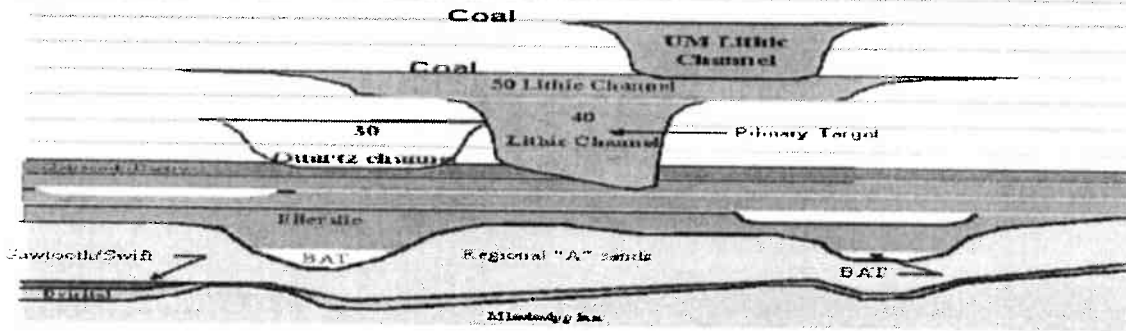 Coal
UM Lithic
Channel
Coal
50 Lithic Channel
40
Lithic Channel
Primary Target
30
Quartz channel
Ellerslie
BAT
Regional "A" sands
Sawtooth/Swift
BAT
Mississippian